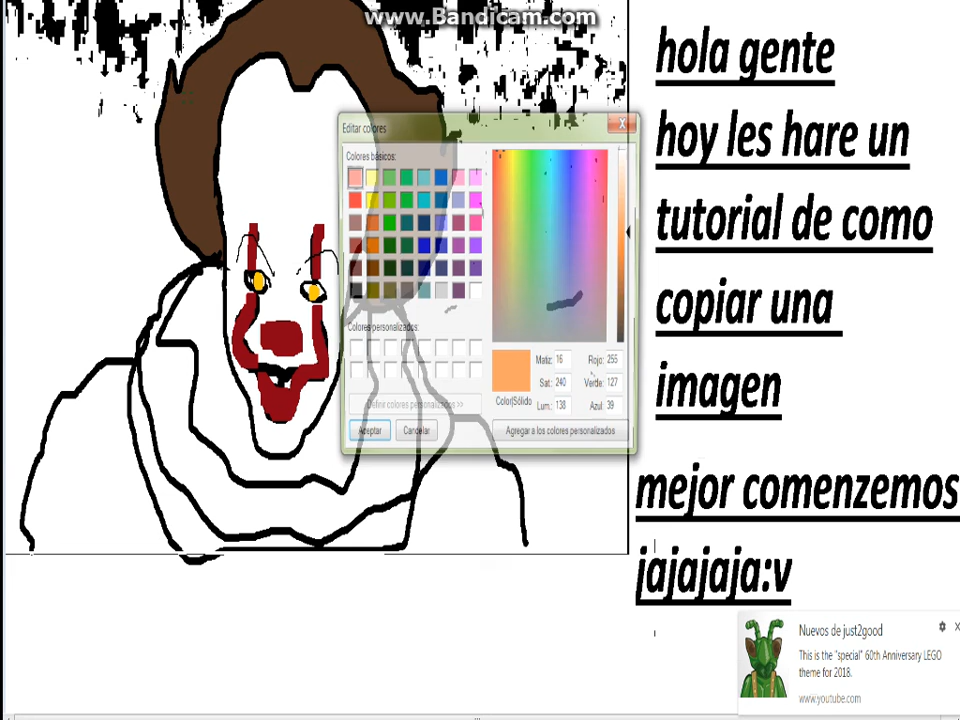 www.Bandicam.com
hola gente
hoy les hare un
tutorial de como
copiar una
imagen
mejor comenzemos
jajajaja:v
Editar colores
X
Colores básicos:
Colores personalizados:
Definir colores personalizados >>
Aceptar
Cancelar
Color|Sólido
Matiz: 16
Rojo: 255
Sat: 240
Verde: 127
Lum.: 138
Azul: 39
Agregar a los colores personalizados
Nuevos de just2good
This is the "special" 60th Anniversary LEGO
theme for 2018.
www.youtube.com